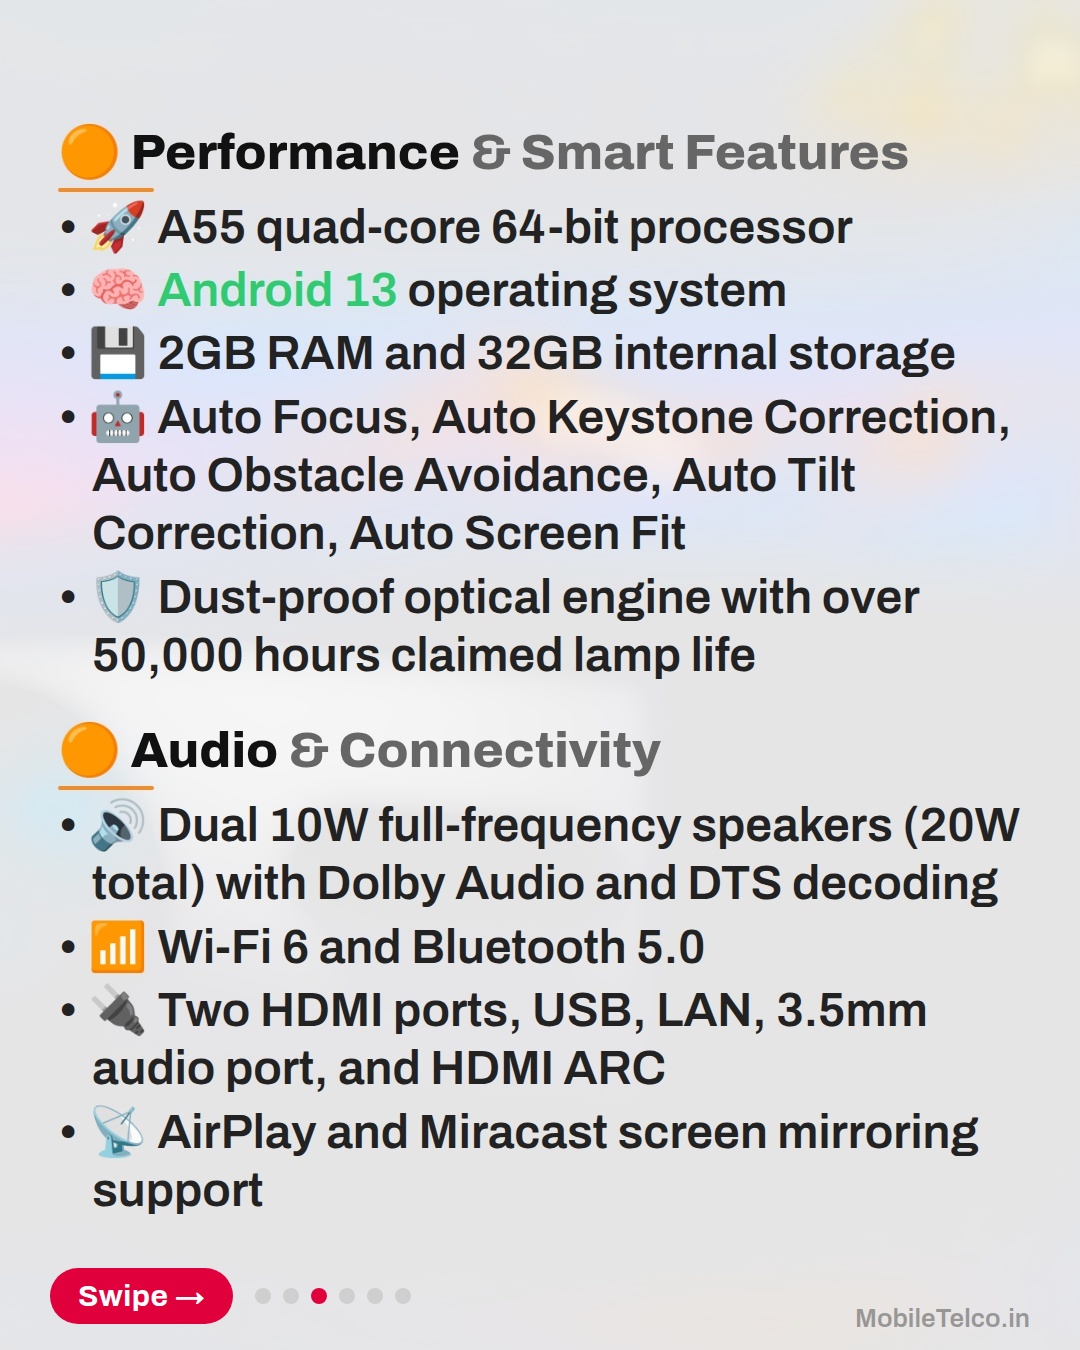 🟠 Performance & Smart Features
• 🚀 A55 quad-core 64-bit processor
• 🧠 Android 13 operating system
• 💾 2GB RAM and 32GB internal storage
• 🤖 Auto Focus, Auto Keystone Correction,
Auto Obstacle Avoidance, Auto Tilt
Correction, Auto Screen Fit
• 🛡️ Dust-proof optical engine with over
50,000 hours claimed lamp life
🟠 Audio & Connectivity
• 🔊 Dual 10W full-frequency speakers (20W
total) with Dolby Audio and DTS decoding
• 📶 Wi-Fi 6 and Bluetooth 5.0
• 🔌 Two HDMI ports, USB, LAN, 3.5mm
audio port, and HDMI ARC
• 📡 AirPlay and Miracast screen mirroring
support
Swipe →
MobileTelco.in